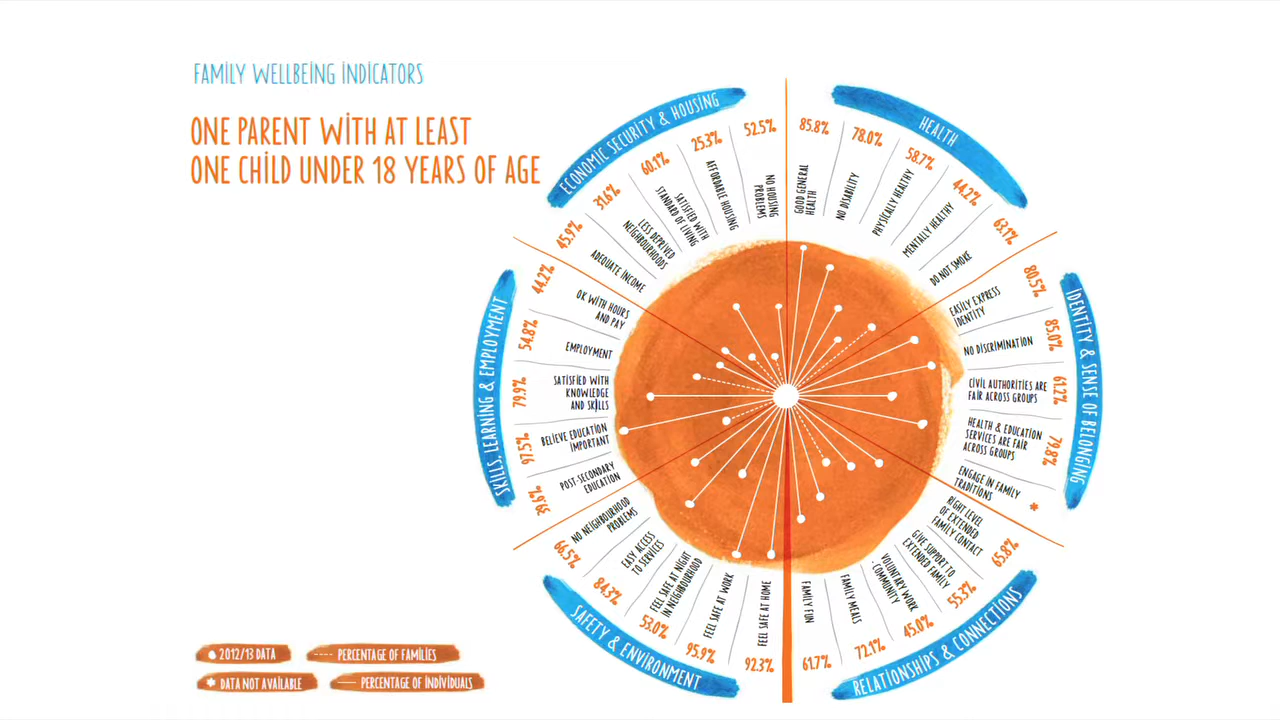 FAMILY WELLBEING INDICATORS
ONE PARENT WITH AT LEAST
ONE CHILD UNDER 18 YEARS OF AGE
ECONOMIC SECURITY & HOUSING
45.9%
ADEQUATE INCOME
31.6%
LESS DEPRIVED
NEIGHBOURHOODS
60.1%
SATISFIED WITH
STANDARD OF LIVING
25.3%
AFFORDABLE HOUSING
52.5%
NO HOUSING
PROBLEMS
HEALTH
85.8%
GOOD GENERAL
HEALTH
78.0%
NO DISABILITY
58.7%
PHYSICALLY HEALTHY
44.2%
MENTALLY HEALTHY
63.1%
DO NOT SMOKE
IDENTITY & SENSE OF BELONGING
80.5%
EASILY EXPRESS
IDENTITY
85.0%
NO DISCRIMINATION
61.2%
CIVIL AUTHORITIES ARE
FAIR ACROSS GROUPS
79.8%
HEALTH & EDUCATION
SERVICES ARE FAIR
ACROSS GROUPS
*
ENGAGE IN FAMILY
TRADITIONS
RELATIONSHIPS & CONNECTIONS
65.8%
RIGHT LEVEL
OF EXTENDED
FAMILY CONTACT
55.3%
GIVE SUPPORT TO
EXTENDED FAMILY
45.0%
VOLUNTARY WORK
: COMMUNITY
72.1%
FAMILY MEALS
61.7%
FAMILY FUN
SAFETY & ENVIRONMENT
92.3%
FEEL SAFE AT HOME
95.9%
FEEL SAFE AT WORK
53.0%
FEEL SAFE AT NIGHT
IN NEIGHBOURHOOD
84.3%
EASY ACCESS
TO SERVICES
66.5%
NO NEIGHBOURHOOD
PROBLEMS
SKILLS, LEARNING & EMPLOYMENT
39.6%
POST-SECONDARY
EDUCATION
97.5%
BELIEVE EDUCATION
IMPORTANT
79.9%
SATISFIED WITH
KNOWLEDGE
AND SKILLS
54.8%
EMPLOYMENT
44.2%
OK WITH HOURS
AND PAY
2012/13 DATA
PERCENTAGE OF FAMILIES
* DATA NOT AVAILABLE
PERCENTAGE OF INDIVIDUALS